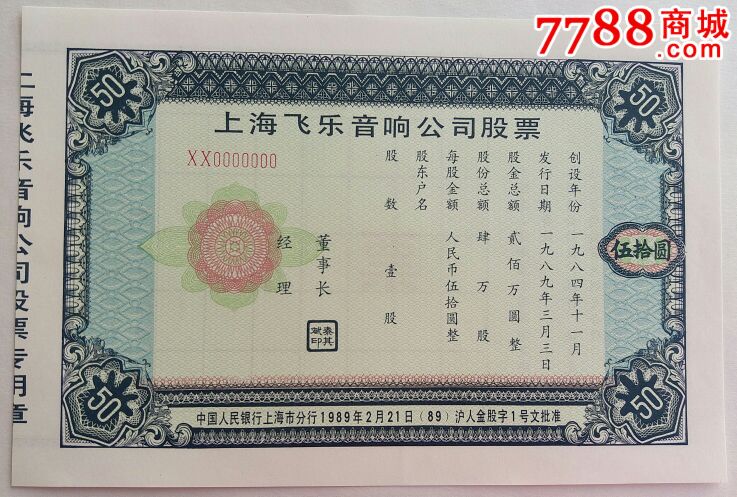 7788商城
7788.com
上海飞乐音响公司股票
XX0000000
创设年份 一九八四年十一月
发行日期 一九八九年三月三日
股金总额 贰佰万圆整
股份总额 肆万股
每股金额 人民币伍拾圆整
股东户名
股数 壹股
董事长
经理
秦其斌印
伍拾圆
50
50
50
50
中国人民银行上海市分行1989年2月21日(89)沪人金股字1号文批准
上海飞乐音响公司股票专用章